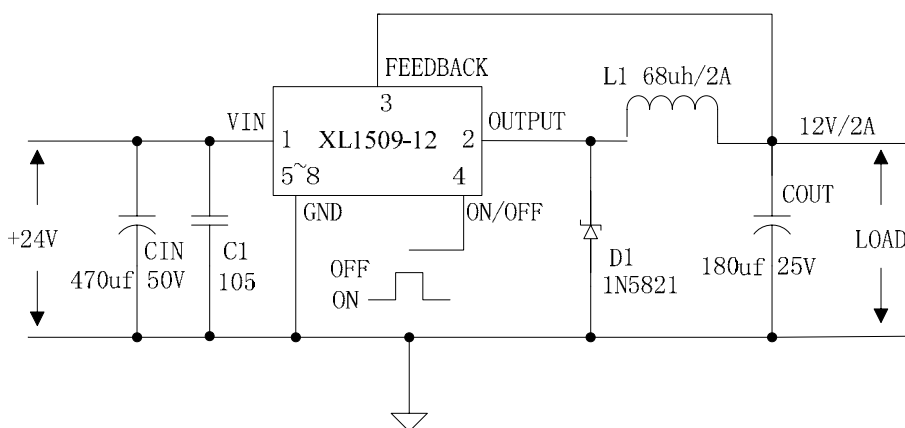 FEEDBACK
L1 68uh/2A
3
VIN
1
XL1509-12
2
OUTPUT
12V/2A
5~8
4
GND
ON/OFF
COUT
+24V
CIN
C1
470uf 50V
105
OFF
ON
D1
1N5821
180uf 25V
LOAD